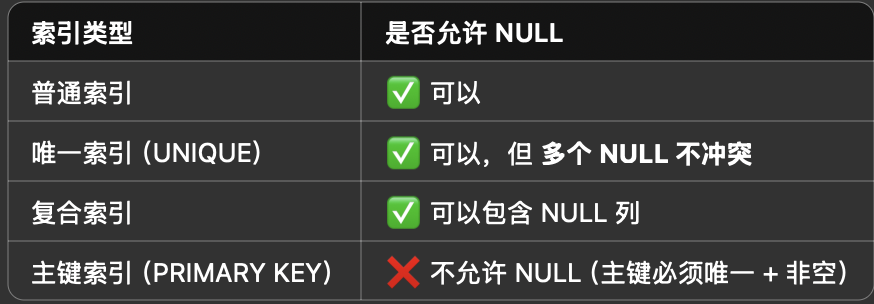 索引类型 是否允许 NULL
普通索引 ✅ 可以
唯一索引 (UNIQUE) ✅ 可以，但 多个 NULL 不冲突
复合索引 ✅ 可以包含 NULL 列
主键索引 (PRIMARY KEY) ❌ 不允许 NULL (主键必须唯一 + 非空)